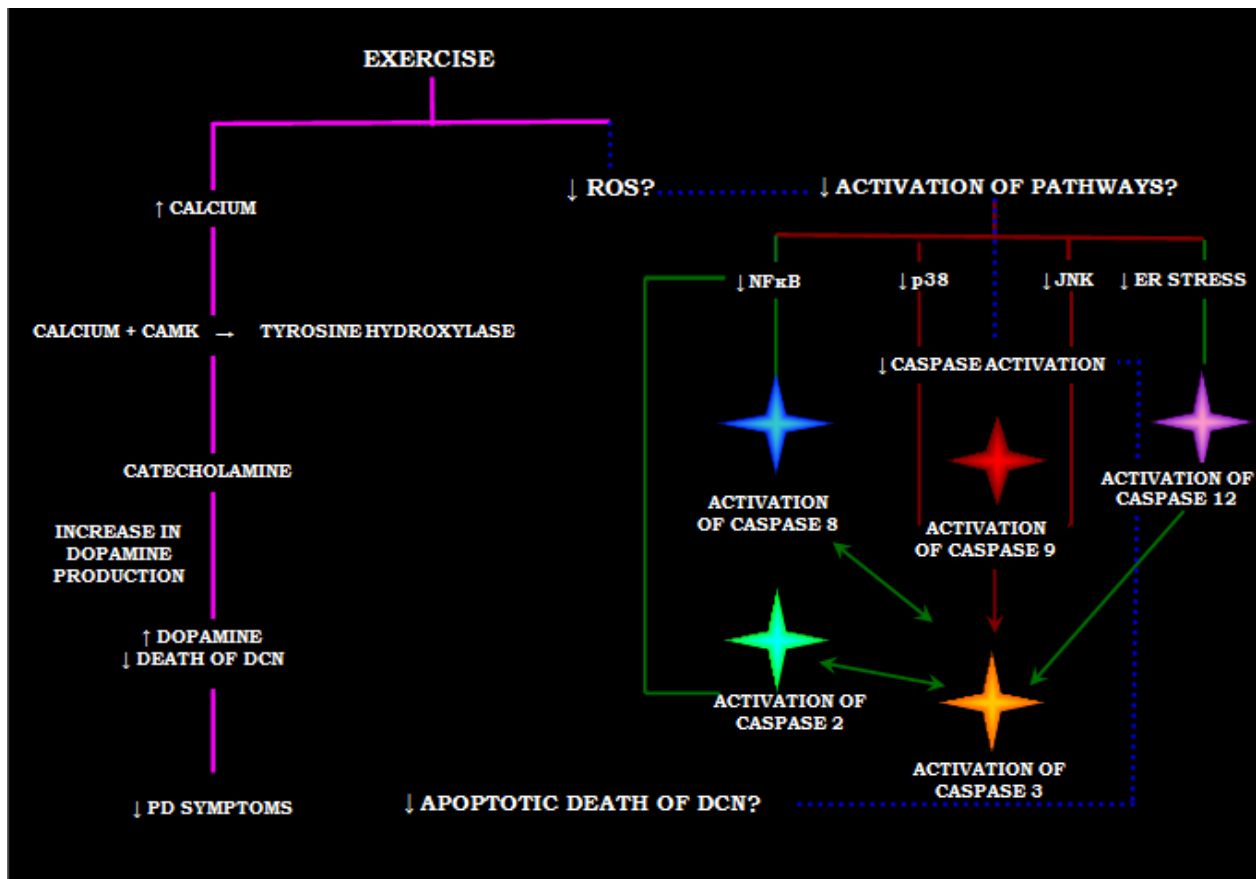 EXERCISE
↓ ROS?
↓ ACTIVATION OF PATHWAYS?
↑ CALCIUM
↓ NFκB
↓ p38
↓ JNK
↓ ER STRESS
CALCIUM + CAMK → TYROSINE HYDROXYLASE
↓ CASPASE ACTIVATION
CATECHOLAMINE
ACTIVATION OF
CASPASE 12
ACTIVATION
OF CASPASE 8
ACTIVATION
OF CASPASE 9
INCREASE IN
DOPAMINE
PRODUCTION
↑ DOPAMINE
↓ DEATH OF DCN
ACTIVATION OF
CASPASE 2
ACTIVATION OF
CASPASE 3
↓ PD SYMPTOMS
↓ APOPTOTIC DEATH OF DCN?